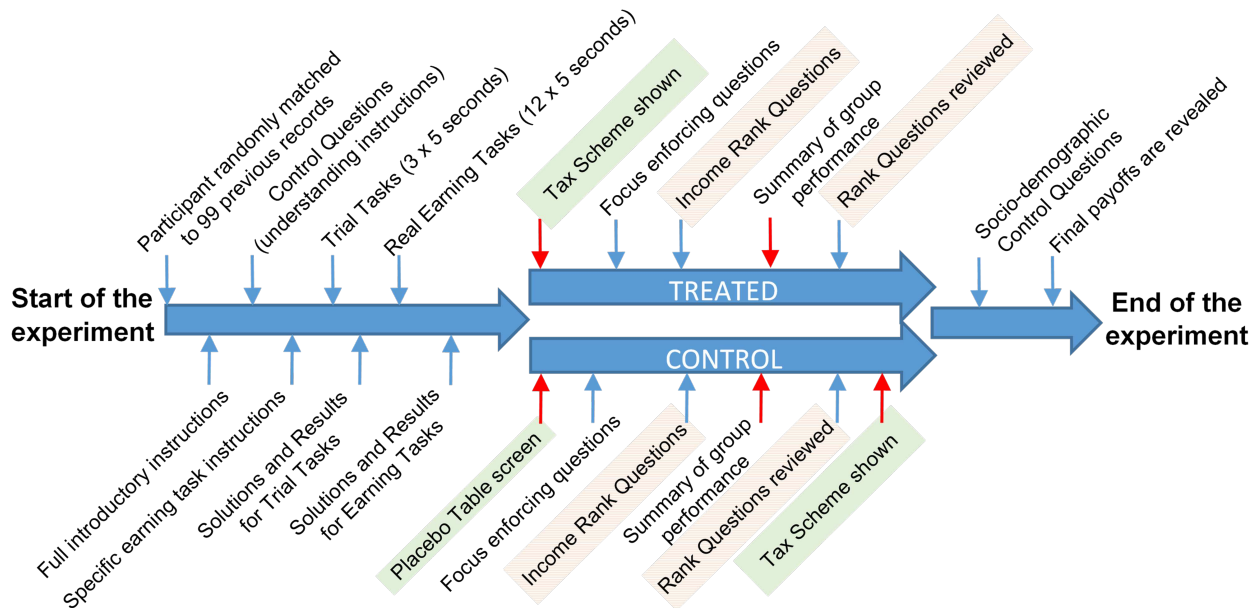 Participant randomly matched
to 99 previous records
Control Questions
(understanding instructions)
Trial Tasks (3 x 5 seconds)
Real Earning Tasks (12 x 5 seconds)
Tax Scheme shown
Focus enforcing questions
Income Rank Questions
Summary of group
performance
Rank Questions reviewed
Socio-demographic
Control Questions
Final payoffs are revealed
Start of the
experiment
TREATED
CONTROL
End of the
experiment
Full introductory instructions
Specific earning task instructions
Solutions and Results
for Trial Tasks
Solutions and Results
for Earning Tasks
Placebo Table screen
Focus enforcing questions
Income Rank Questions
Summary of group
performance
Rank Questions reviewed
Tax Scheme shown